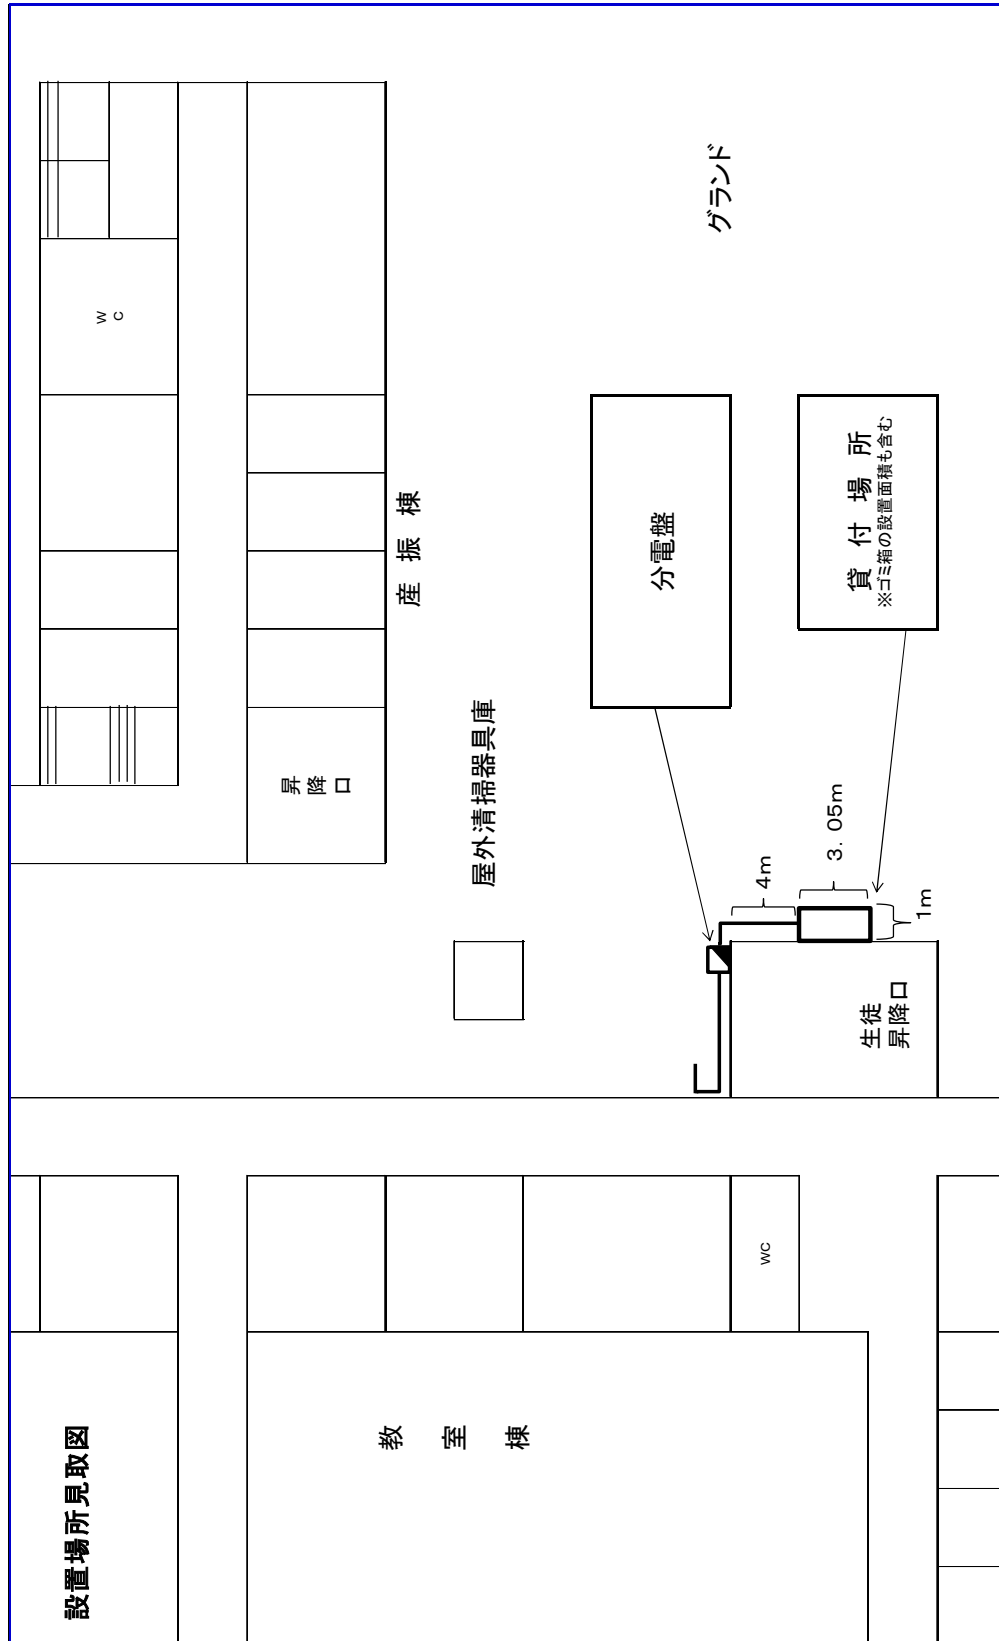 設置場所見取図
WC
昇降口
教室棟
産振棟
屋外清掃器具庫
分電盤
グランド
4m
3.05m
WC
貸付場所
※ゴミ箱の設置面積も含む
生徒
昇降口
1m